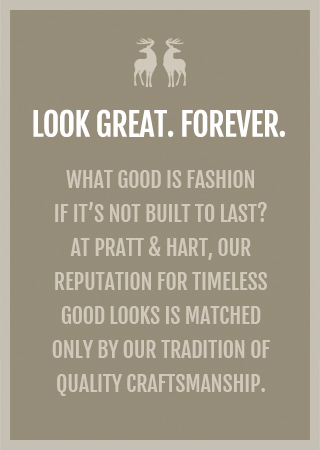 LOOK GREAT. FOREVER.
WHAT GOOD IS FASHION
IF IT'S NOT BUILT TO LAST?
AT PRATT & HART, OUR
REPUTATION FOR TIMELESS
GOOD LOOKS IS MATCHED
ONLY BY OUR TRADITION OF
QUALITY CRAFTSMANSHIP.